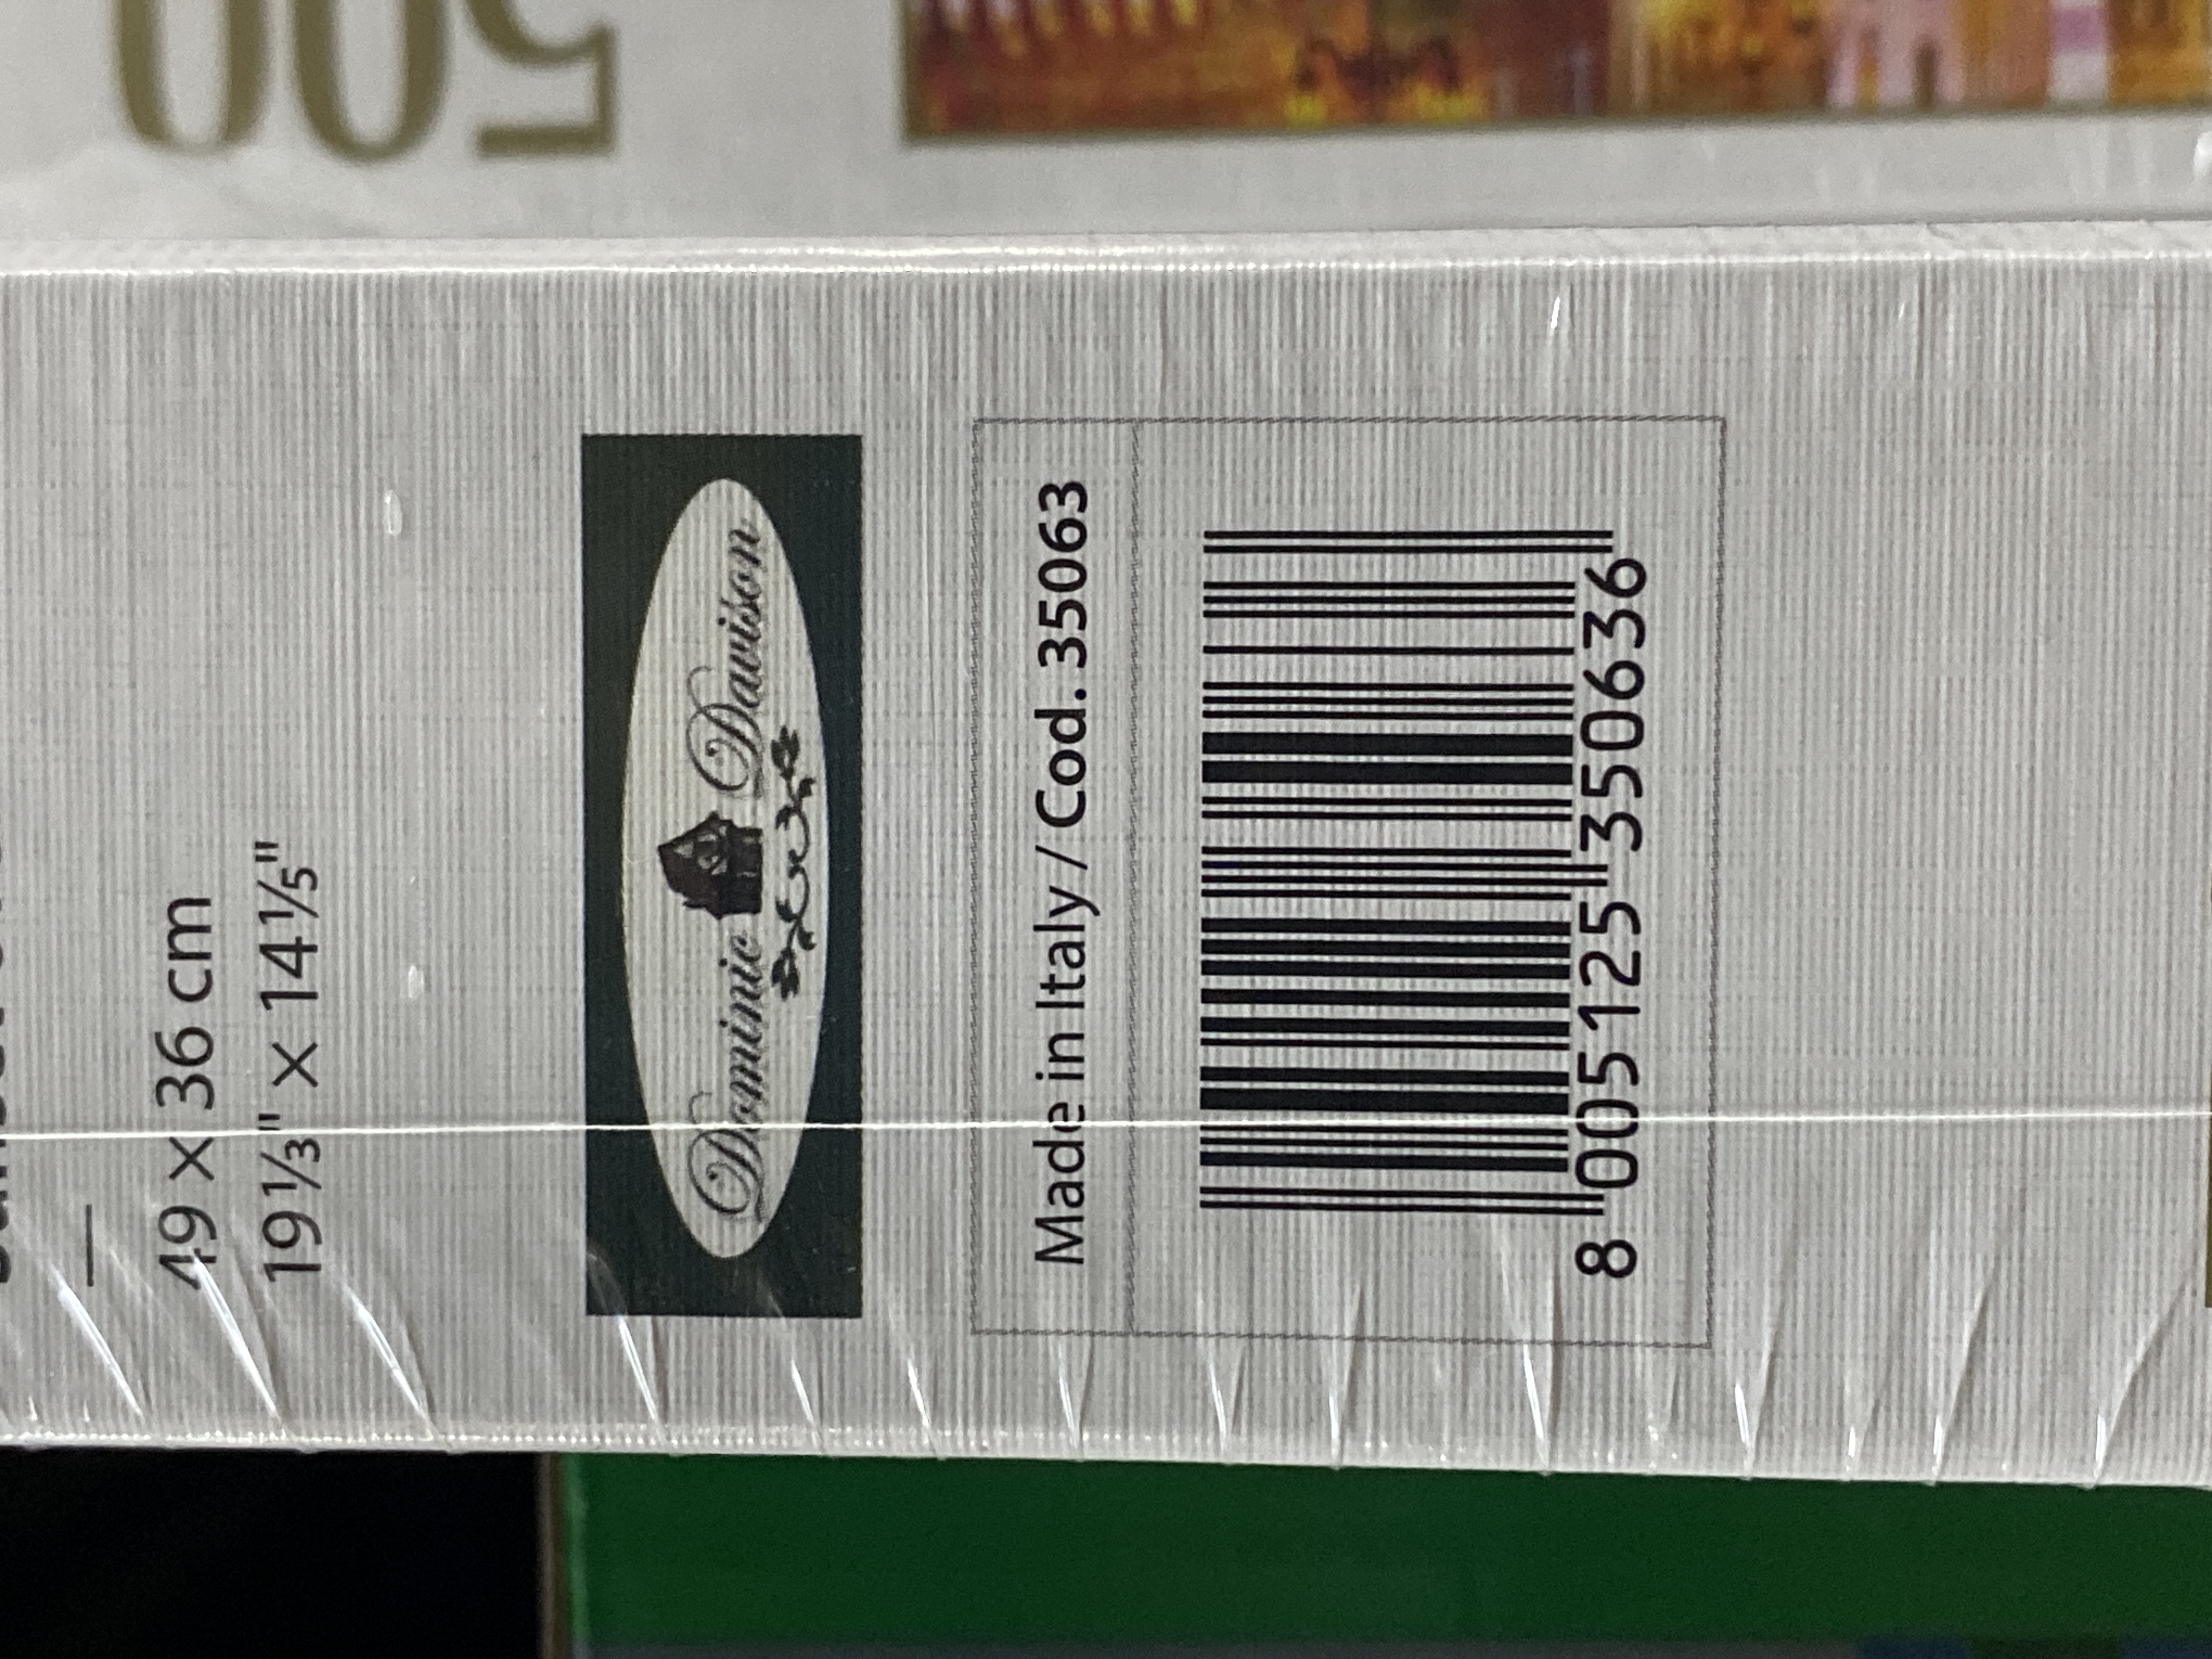 500
49 x 36 cm
19⅓" x 14⅕"
Dominic Davison
Made in Italy / Cod. 35063
8 005125 350636